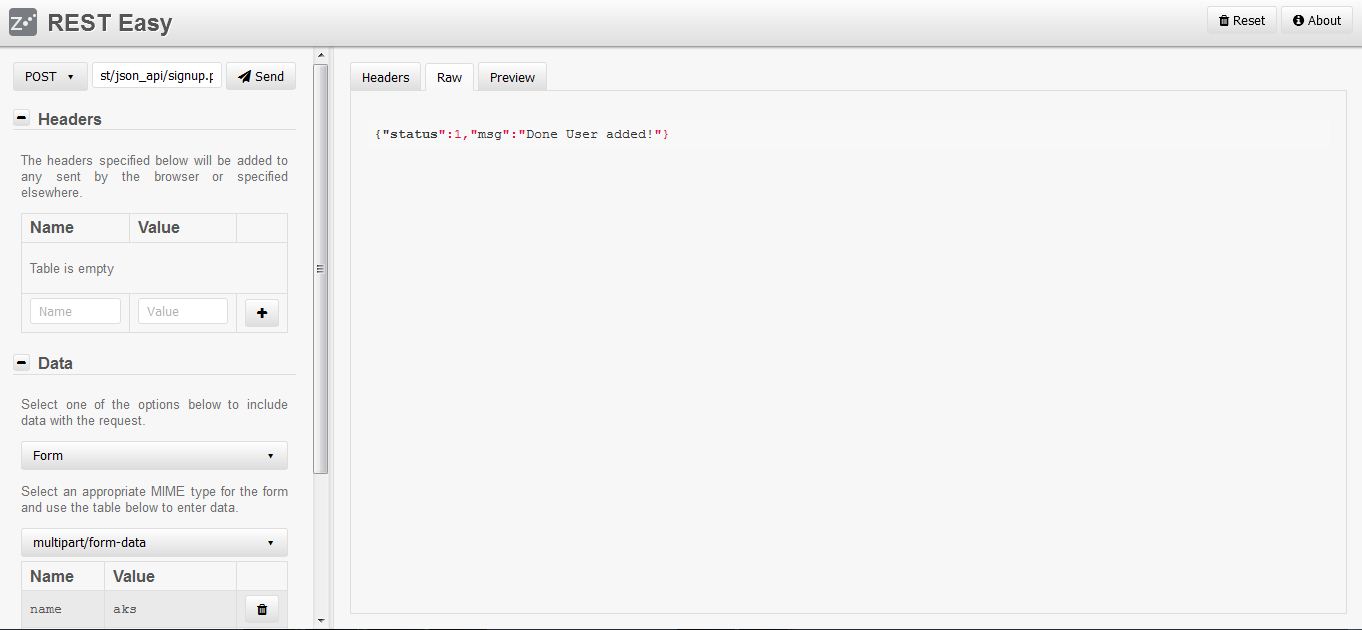 REST Easy
Reset
About
POST
st/json_api/signup.p
Send
Headers
The headers specified below will be added to
any sent by the browser or specified
elsewhere.
Name Value
Table is empty
Name Value
Data
Select one of the options below to include
data with the request.
Form
Select an appropriate MIME type for the form
and use the table below to enter data.
multipart/form-data
Name Value
name aks
Headers Raw Preview
{"status":1,"msg":"Done User added!"}